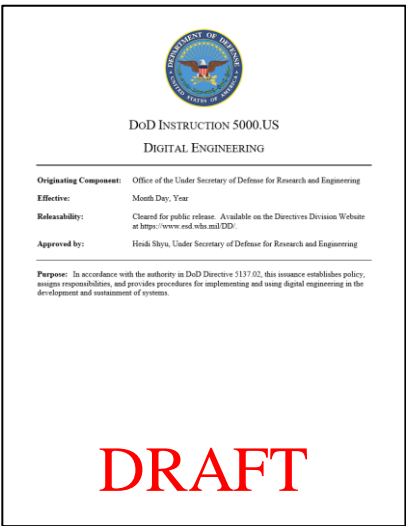 DEPARTMENT OF DEFENSE
UNITED STATES OF AMERICA
DOD INSTRUCTION 5000.US
DIGITAL ENGINEERING
Originating Component: Office of the Under Secretary of Defense for Research and Engineering
Effective: Month Day, Year
Releasability: Cleared for public release. Available on the Directives Division Website
at https://www.esd.whs.mil/DD/.
Approved by: Heidi Shyu, Under Secretary of Defense for Research and Engineering
Purpose: In accordance with the authority in DoD Directive 5137.02, this issuance establishes policy,
assigns responsibilities, and provides procedures for implementing and using digital engineering in the
development and sustainment of systems.
DRAFT